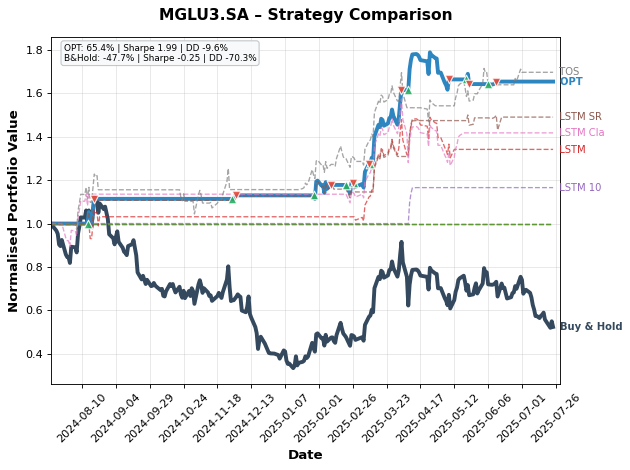 MGLU3.SA – Strategy Comparison
OPT: 65.4% | Sharpe 1.99 | DD -9.6%
B&Hold: -47.7% | Sharpe -0.25 | DD -70.3%
Normalised Portfolio Value
1.8
1.6
1.4
1.2
1.0
0.8
0.6
0.4
TOS
OPT
LSTM SR
LSTM Cla
LSTM
LSTM 10
Buy & Hold
2024-08-10
2024-09-04
2024-09-29
2024-10-24
2024-11-18
2024-12-13
2025-01-07
2025-02-01
2025-02-26
2025-03-23
2025-04-17
2025-05-12
2025-06-06
2025-07-01
2025-07-26
Date